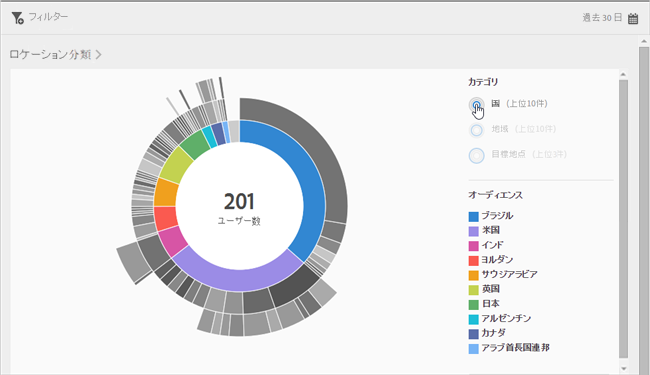 フィルター
過去 30 日
ロケーション分類
カテゴリ
国 (上位10件)
地域 (上位10件)
目標地点 (上位3件)
201
ユーザー数
オーディエンス
ブラジル
米国
インド
ヨルダン
サウジアラビア
英国
日本
アルゼンチン
カナダ
アラブ首長国連邦